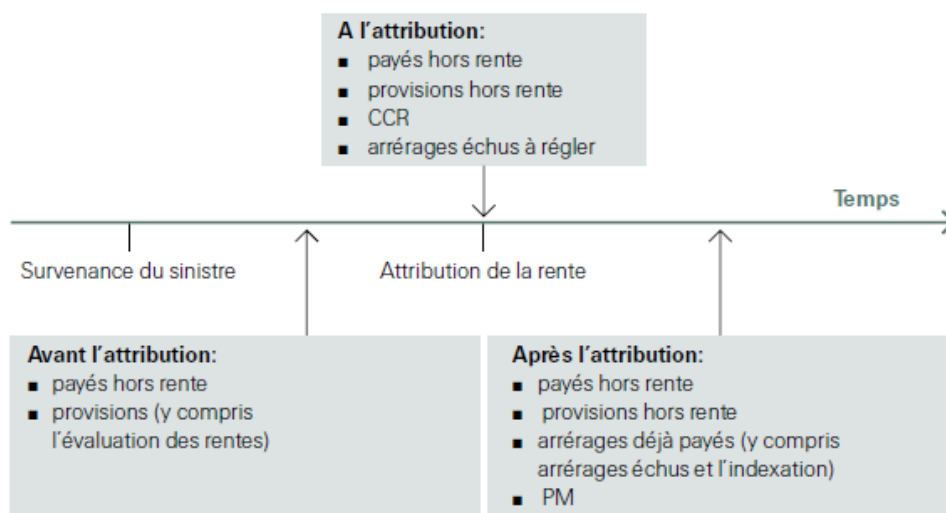 A l'attribution:
▪ payés hors rente
▪ provisions hors rente
▪ CCR
▪ arrérages échus à régler
Temps
Survenance du sinistre
Attribution de la rente
Avant l'attribution:
▪ payés hors rente
▪ provisions (y compris
l'évaluation des rentes)
Après l'attribution:
▪ payés hors rente
▪ provisions hors rente
▪ arrérages déjà payés (y compris
arrérages échus et l'indexation)
▪ PM